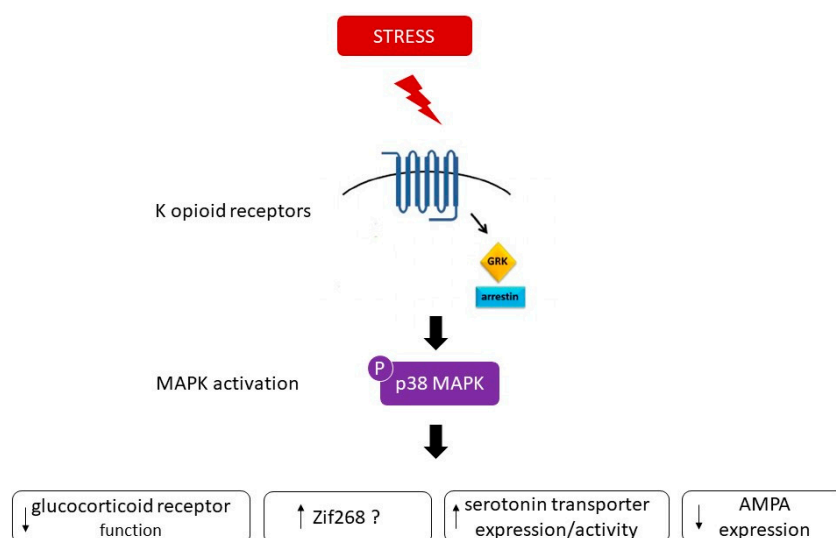 STRESS
K opioid receptors
GRK
arrestin
MAPK activation
P
p38 MAPK
↓ glucocorticoid receptor
function
↑ Zif268 ?
↑ serotonin transporter
expression/activity
↓ AMPA
expression